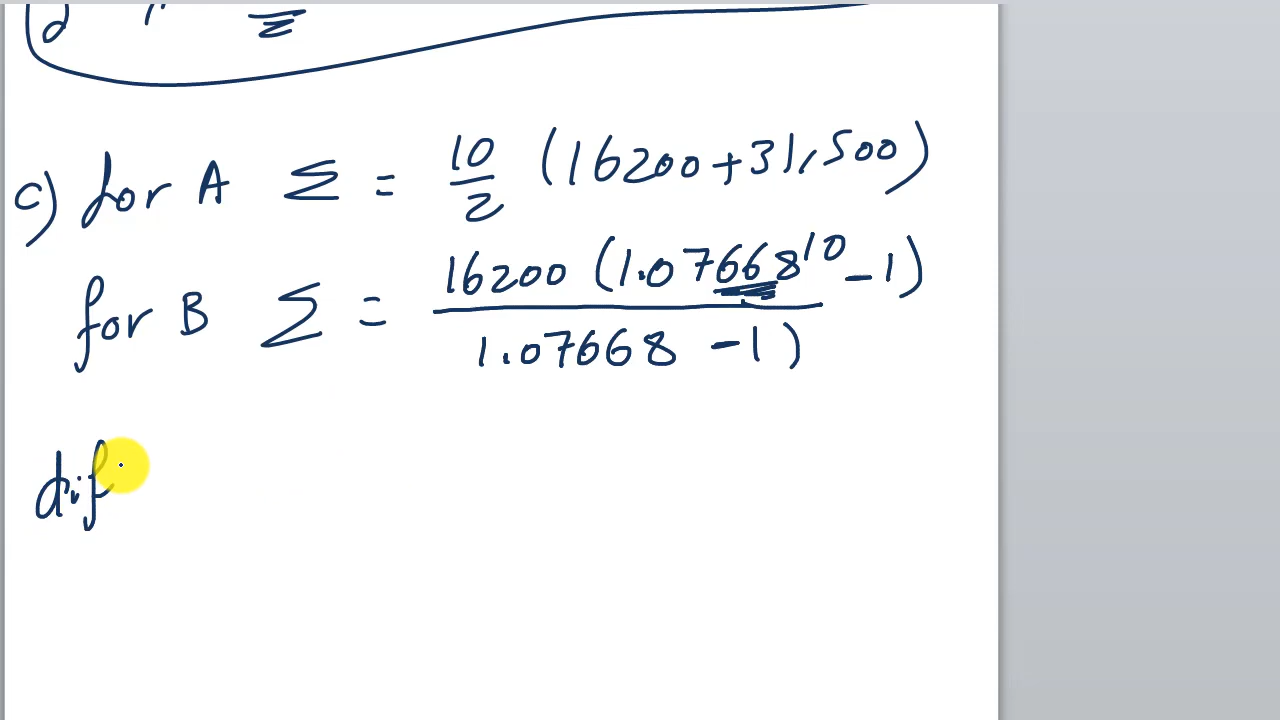 c) for A Σ = 10/2 (16200+31,500)
for B Σ = 16200 (1.07668^10 -1) / 1.07668 -1)
dif